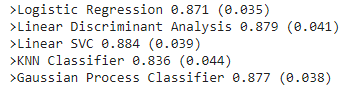 >Logistic Regression 0.871 (0.035)
>Linear Discriminant Analysis 0.879 (0.041)
>Linear SVC 0.884 (0.039)
>KNN Classifier 0.836 (0.044)
>Gaussian Process Classifier 0.877 (0.038)